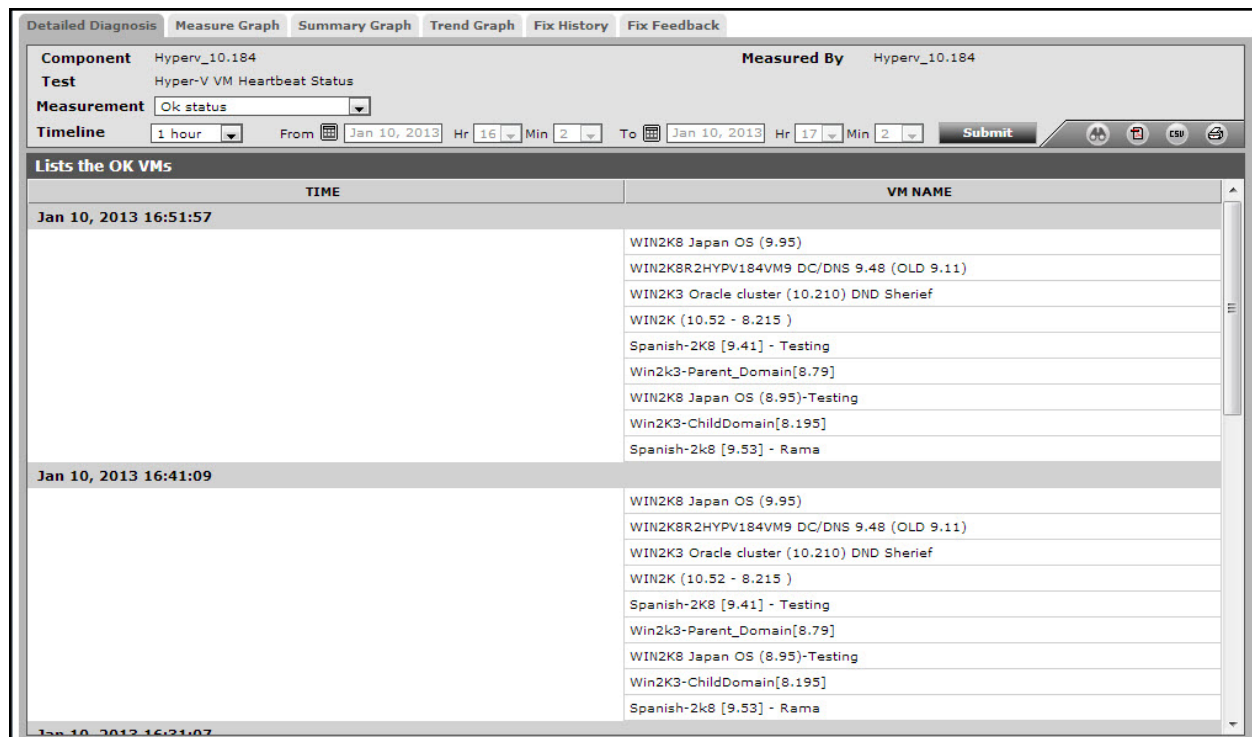 Detailed Diagnosis Measure Graph Summary Graph Trend Graph Fix History Fix Feedback
Component Hyperv_10.184 Measured By Hyperv_10.184
Test Hyper-V VM Heartbeat Status
Measurement Ok status
Timeline 1 hour From Jan 10, 2013 Hr 16 Min 2 To Jan 10, 2013 Hr 17 Min 2 Submit CSV
Lists the OK VMs
TIME VM NAME
Jan 10, 2013 16:51:57
WIN2K8 Japan OS (9.95)
WIN2K8R2HYPV184VM9 DC/DNS 9.48 (OLD 9.11)
WIN2K3 Oracle cluster (10.210) DND Sherief
WIN2K (10.52 - 8.215 )
Spanish-2K8 [9.41] - Testing
Win2k3-Parent_Domain[8.79]
WIN2K8 Japan OS (8.95)-Testing
Win2K3-ChildDomain[8.195]
Spanish-2k8 [9.53] - Rama
Jan 10, 2013 16:41:09
WIN2K8 Japan OS (9.95)
WIN2K8R2HYPV184VM9 DC/DNS 9.48 (OLD 9.11)
WIN2K3 Oracle cluster (10.210) DND Sherief
WIN2K (10.52 - 8.215 )
Spanish-2K8 [9.41] - Testing
Win2k3-Parent_Domain[8.79]
WIN2K8 Japan OS (8.95)-Testing
Win2K3-ChildDomain[8.195]
Spanish-2k8 [9.53] - Rama
Jan 10, 2013 16:31:07